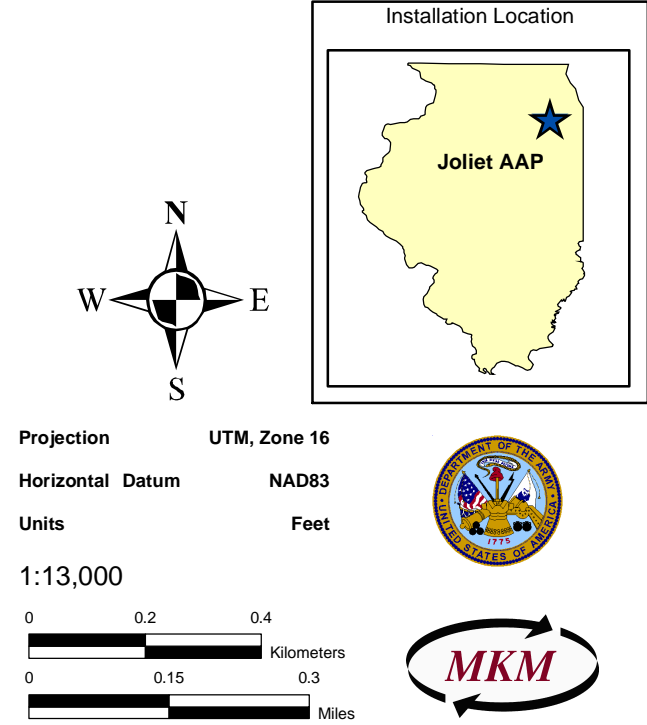 Installation Location
Joliet AAP
N
W
E
S
Projection UTM, Zone 16
Horizontal Datum NAD83
Units Feet
DEPARTMENT OF THE ARMY
UNITED STATES OF AMERICA
1775
1:13,000
0 0.2 0.4
Kilometers
0 0.15 0.3
Miles
MKM